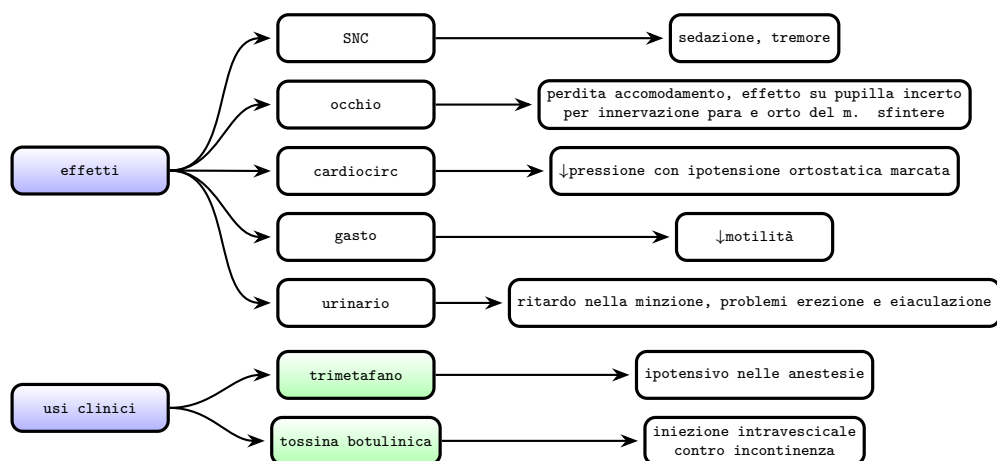 SNC
sedazione, tremore
occhio
perdita accomodamento, effetto su pupilla incerto
per innervazione para e orto del m. sfintere
effetti
cardiocirc
↓pressione con ipotensione ortostatica marcata
gasto
↓motilità
urinario
ritardo nella minzione, problemi erezione e eiaculazione
trimetafano
ipotensivo nelle anestesie
usi clinici
tossina botulinica
iniezione intravescicale
contro incontinenza